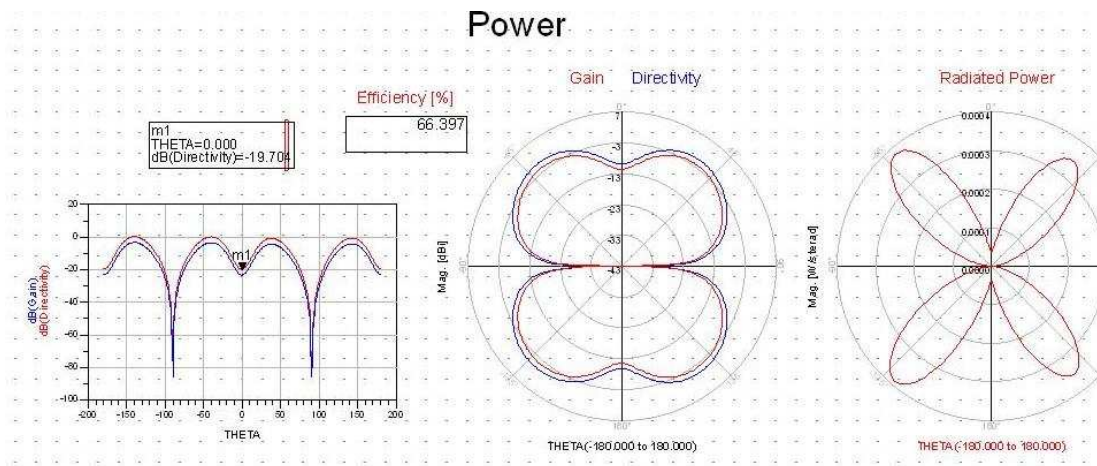 Power
Efficiency [%]
66.397
m1
THETA=0.000
dB(Directivity)=-19.704
20
0
-20
-40
-60
-80
-100
-200
-150
-100
-50
0
50
100
150
200
m1
dB(Gain)
dB(Directivity)
THETA
Gain Directivity
0°
7
-3
-13
-23
-33
-43
Mag. [dBi]
180°
THETA(-180.000 to 180.000)
Radiated Power
0°
0.0004
0.0003
0.0002
0.0001
0.0000
Mag. [W/sterad]
180°
THETA(-180.000 to 180.000)